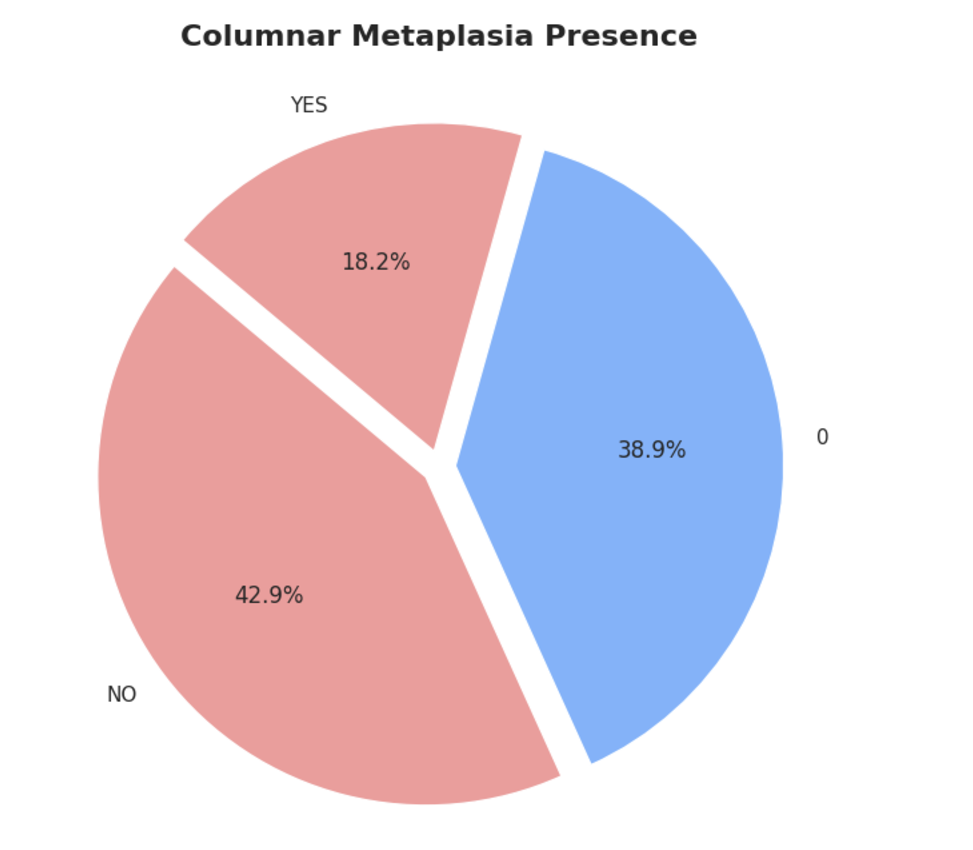 Columnar Metaplasia Presence
YES
18.2%
0
38.9%
42.9%
NO